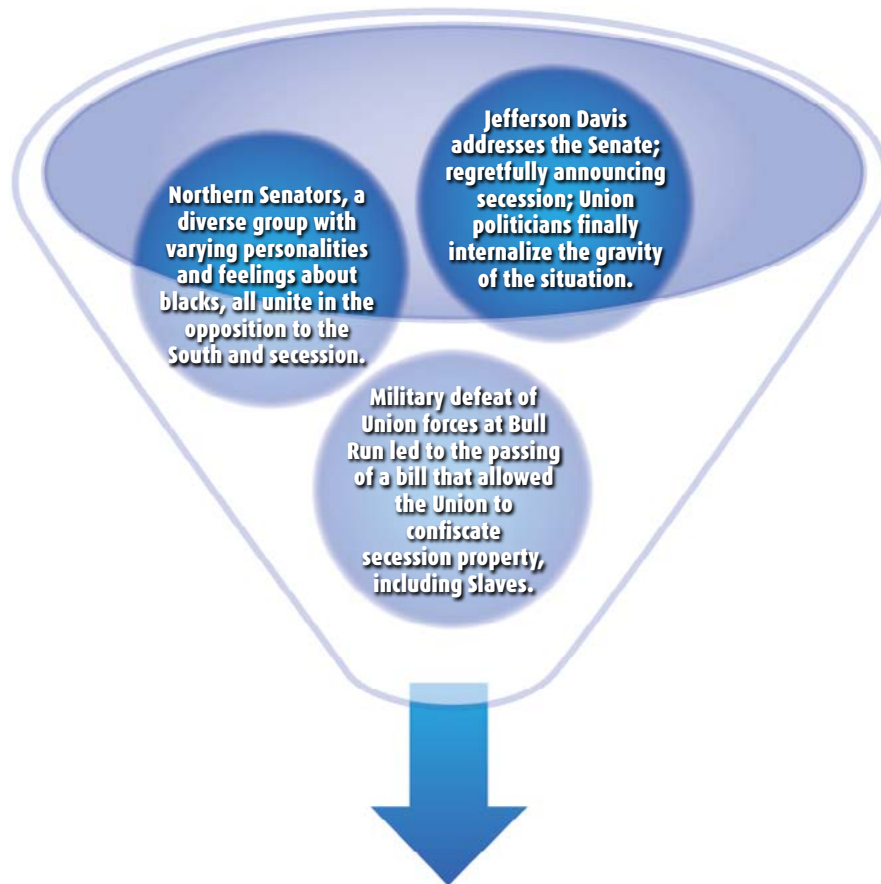 Northern Senators, a
diverse group with
varying personalities
and feelings about
blacks, all unite in the
opposition to the
South and secession.
Jefferson Davis
addresses the Senate;
regretfully announcing
secession; Union
politicians finally
internalize the gravity
of the situation.
Military defeat of
Union forces at Bull
Run led to the passing
of a bill that allowed
the Union to
confiscate
secession property,
including Slaves.